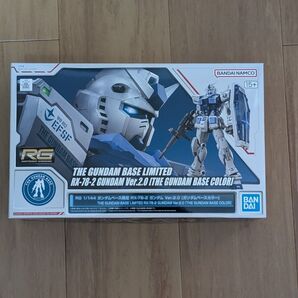 BANDAI NAMCO
15+
EFSF
RG
THE GUNDAM BASE LIMITED
RX-78-2 GUNDAM Ver.2.0 [THE GUNDAM BASE COLOR]
RG 1/144 ガンダムベース限定 RX-78-2 ガンダム Ver.2.0 [ガンダムベースカラー]
THE GUNDAM BASE LIMITED RX-78-2 GUNDAM Ver.2.0 [THE GUNDAM BASE COLOR]
BANDAI